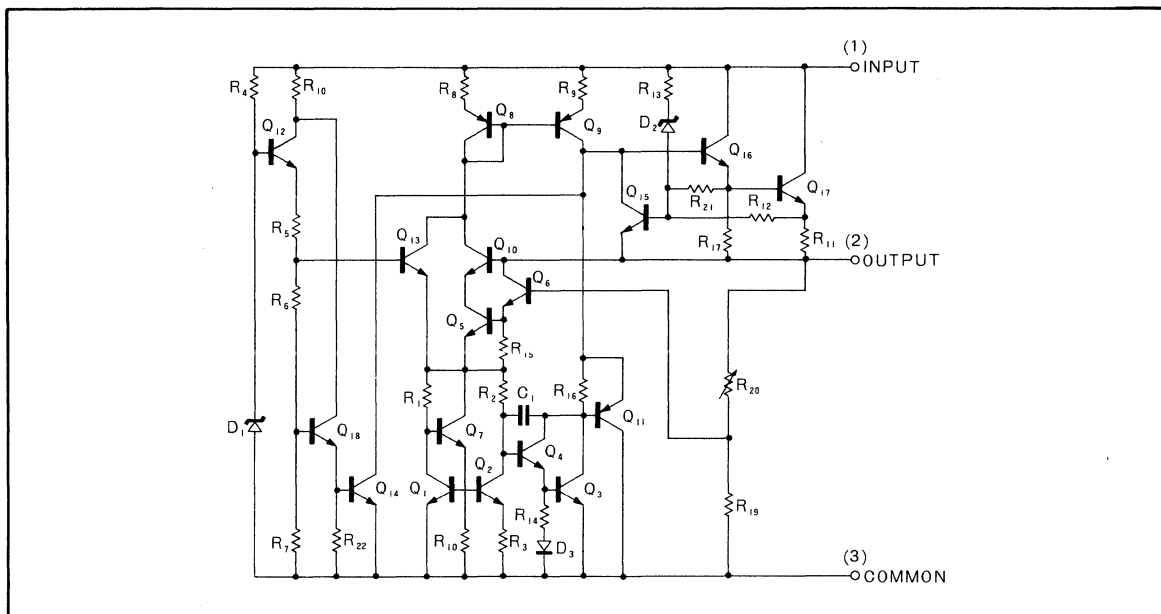 (1)
INPUT
R4
R10
R8
R9
R13
Q8
Q9
D2
Q12
Q16
Q15
Q17
R21
R12
R5
Q13
Q10
R17
R11
(2)
OUTPUT
Q6
R6
Q5
R15
R20
R1
R2
C1
R16
Q11
D1
Q18
Q7
Q4
Q2
Q14
Q1
Q3
R19
R14
R7
R22
R10
R3
D3
(3)
COMMON